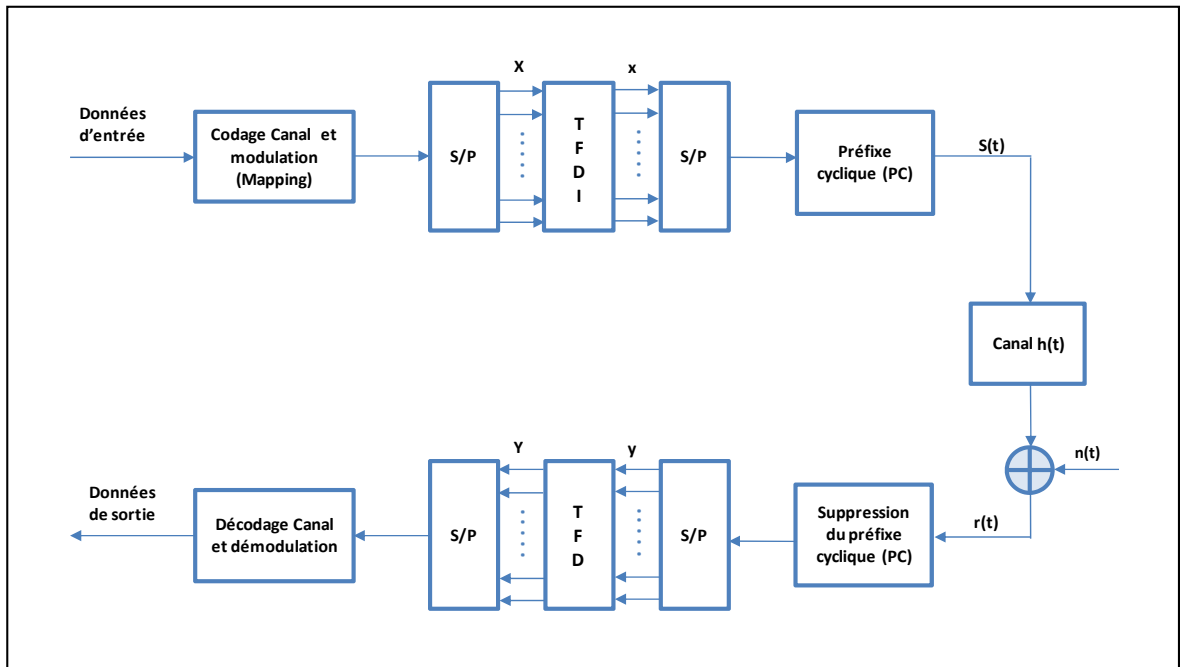 Données
d'entrée
Codage Canal et
modulation
(Mapping)
S/P
X
T
F
D
I
x
S/P
Préfixe
cyclique (PC)
S(t)
Canal h(t)
n(t)
r(t)
Suppression
du préfixe
cyclique (PC)
S/P
y
T
F
D
Y
S/P
Décodage Canal
et démodulation
Données
de sortie